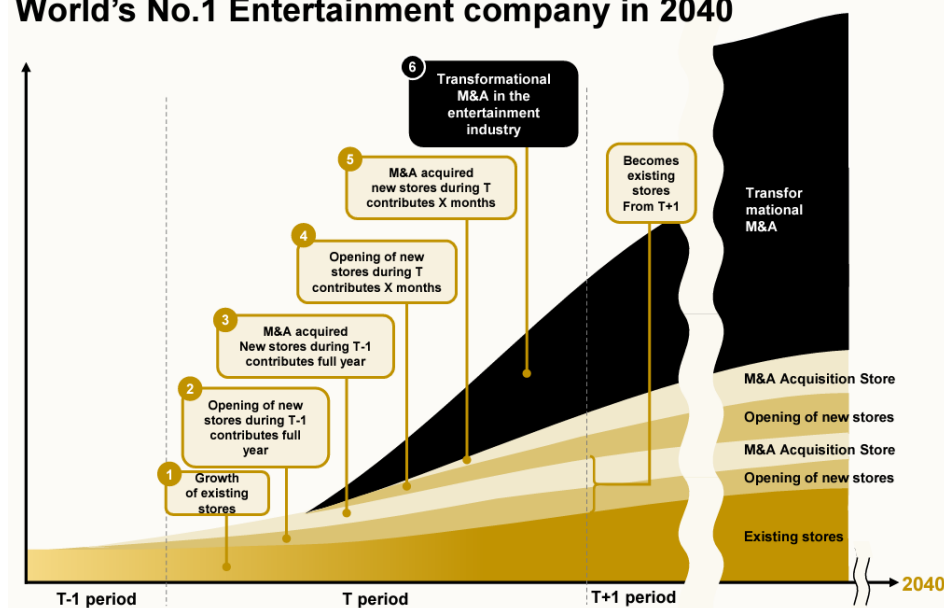 World's No.1 Entertainment company in 2040
6
Transformational
M&A in the
entertainment
industry
5
M&A acquired
new stores during T
contributes X months
Becomes
existing
stores
From T+1
4
Opening of new
stores during T
contributes X months
3
M&A acquired
New stores during T-1
contributes full year
2
Opening of new
stores during T-1
contributes full
year
1
Growth
of existing
stores
Transfor
mational
M&A
M&A Acquisition Store
Opening of new stores
M&A Acquisition Store
Opening of new stores
Existing stores
T-1 period
T period
T+1 period
2040